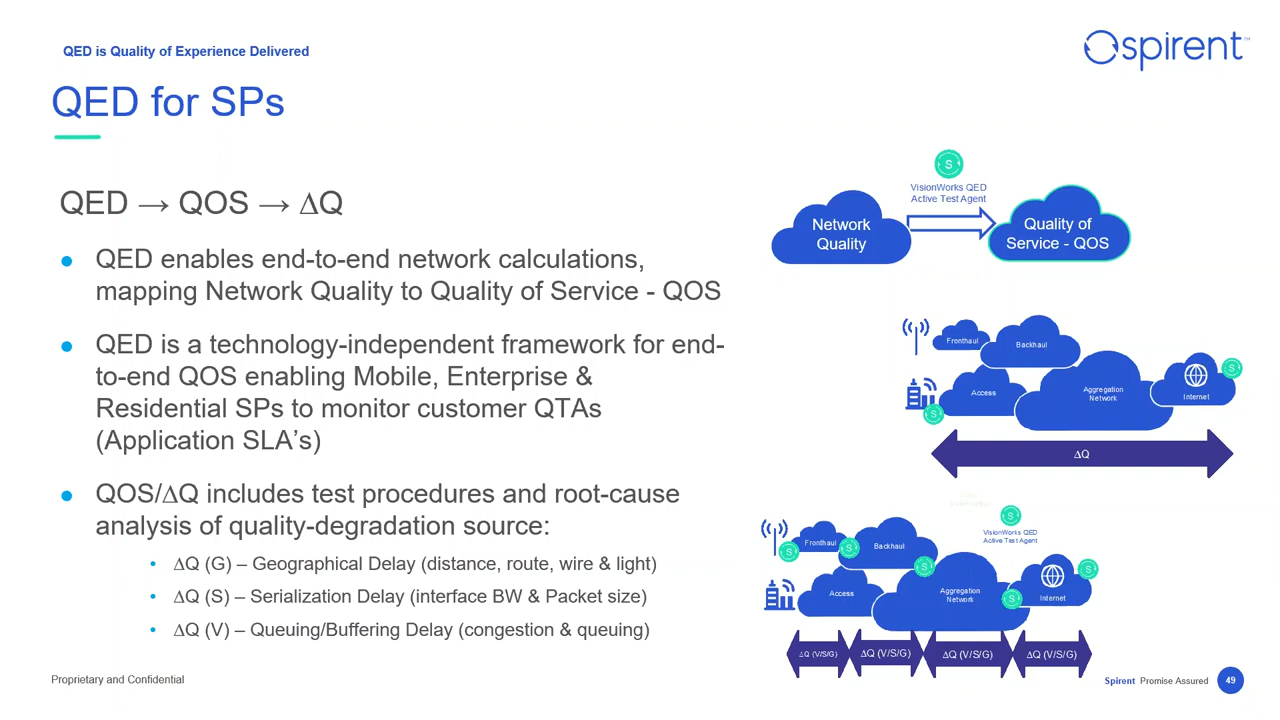 QED is Quality of Experience Delivered
spirent™
QED for SPs
QED → QOS → ∆Q
• QED enables end-to-end network calculations,
mapping Network Quality to Quality of Service - QOS
• QED is a technology-independent framework for end-
to-end QOS enabling Mobile, Enterprise &
Residential SPs to monitor customer QTAs
(Application SLA’s)
• QOS/∆Q includes test procedures and root-cause
analysis of quality-degradation source:
• ∆Q (G) – Geographical Delay (distance, route, wire & light)
• ∆Q (S) – Serialization Delay (interface BW & Packet size)
• ∆Q (V) – Queuing/Buffering Delay (congestion & queuing)
S
VisionWorks QED
Active Test Agent
Network
Quality
Quality of
Service - QOS
Fronthaul
Backhaul
Access
Aggregation
Network
Internet
S
S
∆Q
S
VisionWorks QED
Active Test Agent
Fronthaul
Backhaul
Access
Aggregation
Network
Internet
S
S
S
S
S
∆Q (V/S/G)
∆Q (V/S/G)
∆Q (V/S/G)
∆Q (V/S/G)
Proprietary and Confidential
Spirent Promise Assured
49